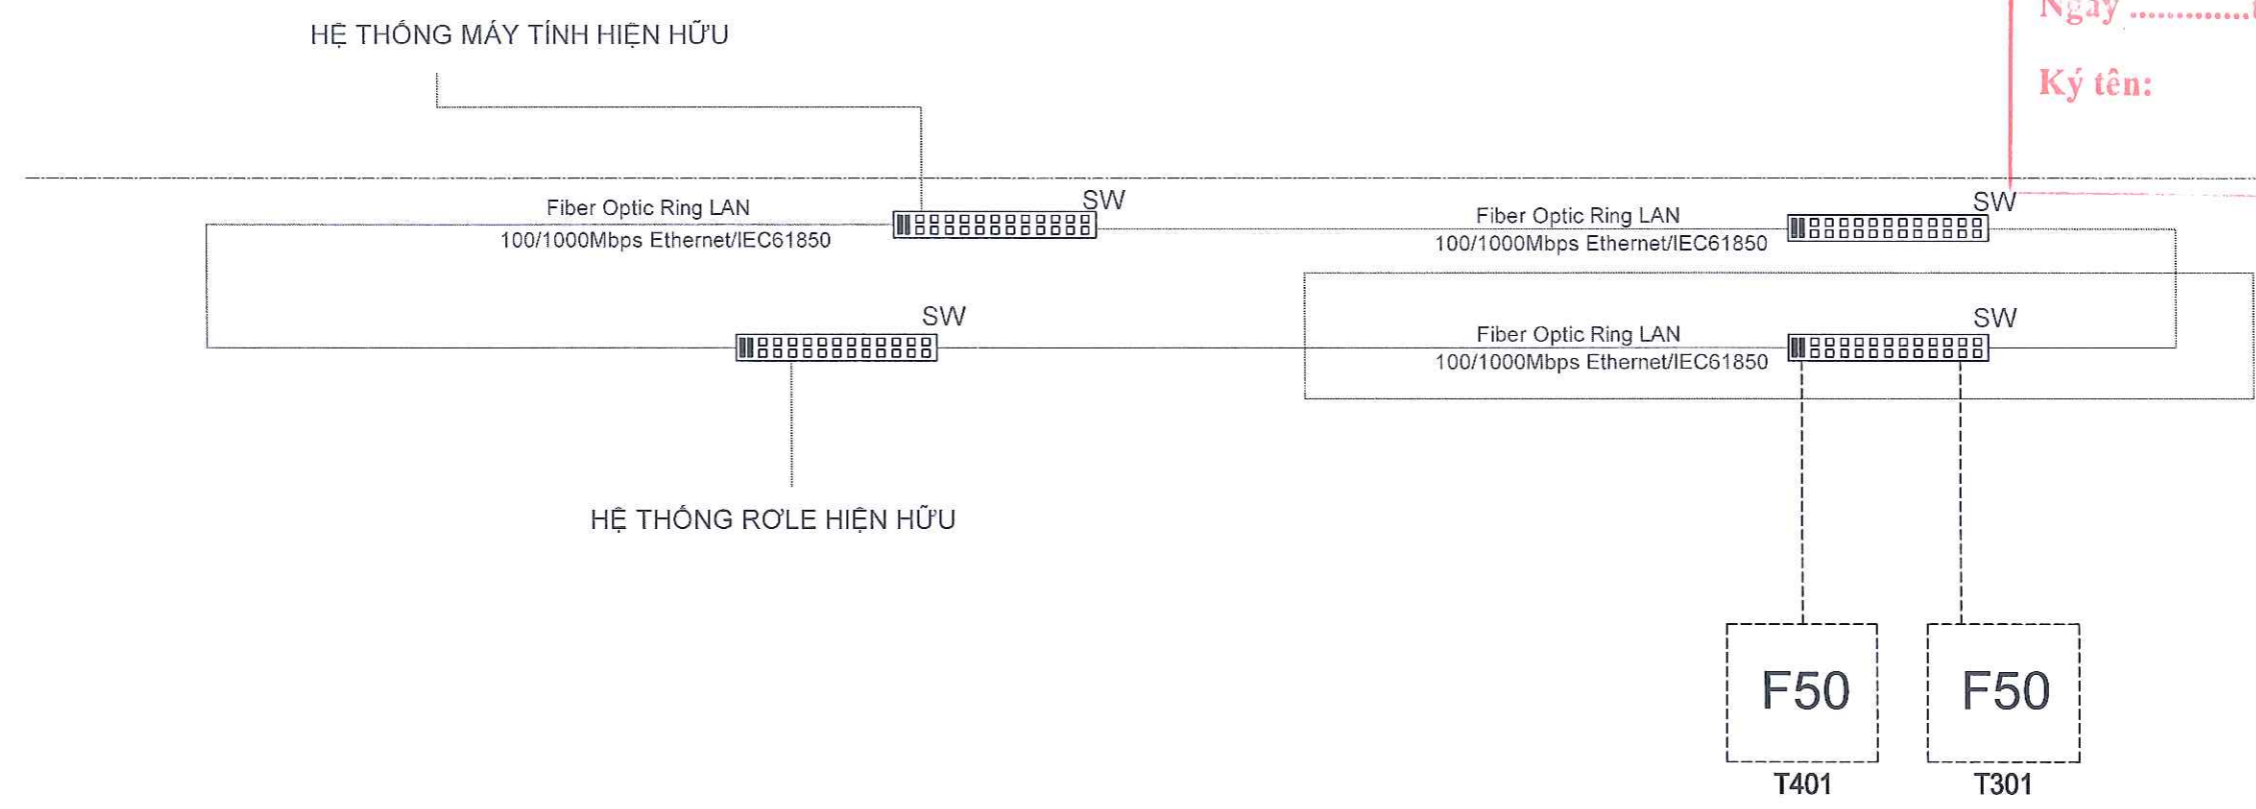 Ngày .............
Ký tên:
HỆ THỐNG MÁY TÍNH HIỆN HỮU
SW
Fiber Optic Ring LAN
100/1000Mbps Ethernet/IEC61850
SW
Fiber Optic Ring LAN
100/1000Mbps Ethernet/IEC61850
SW
SW
Fiber Optic Ring LAN
100/1000Mbps Ethernet/IEC61850
HỆ THỐNG RƠLE HIỆN HỮU
F50
F50
T401
T301